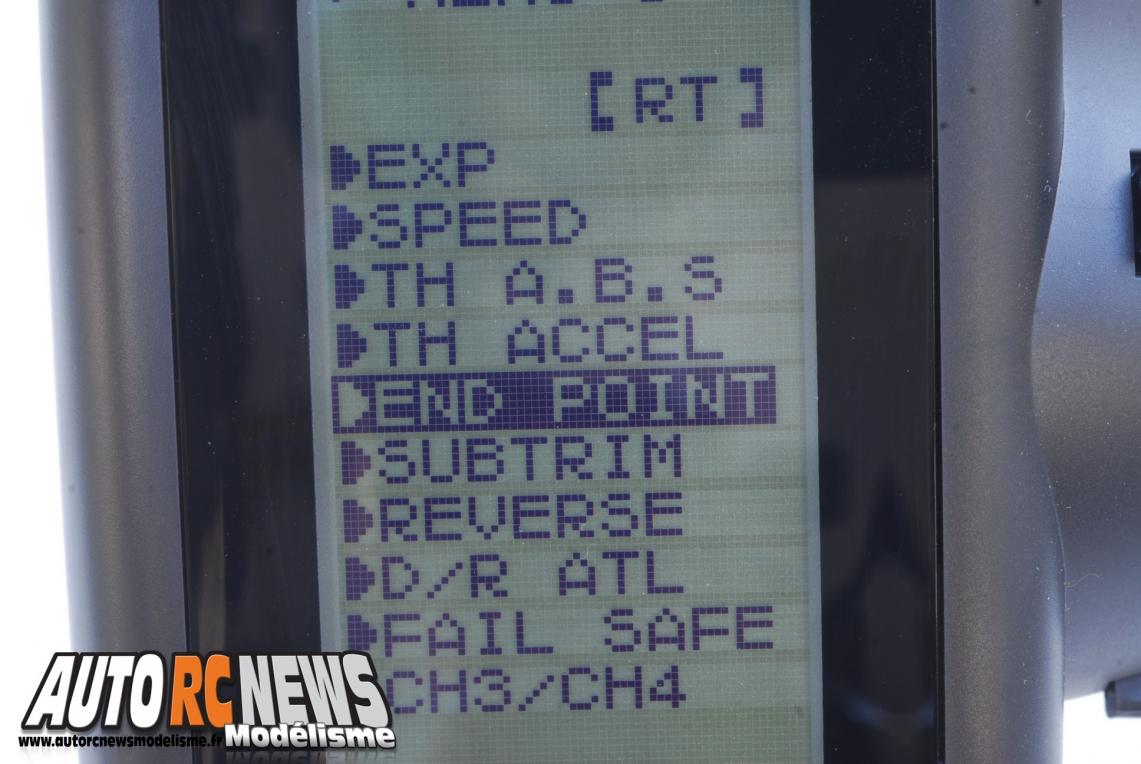 [RT]
EXP
SPEED
TH A.B.S
TH ACCEL
END POINT
SUBTRIM
REVERSE
D/R ATL
FAIL SAFE
CH3/CH4
AUTO RC NEWS
www.autorcnewsmodelisme.fr Modélisme